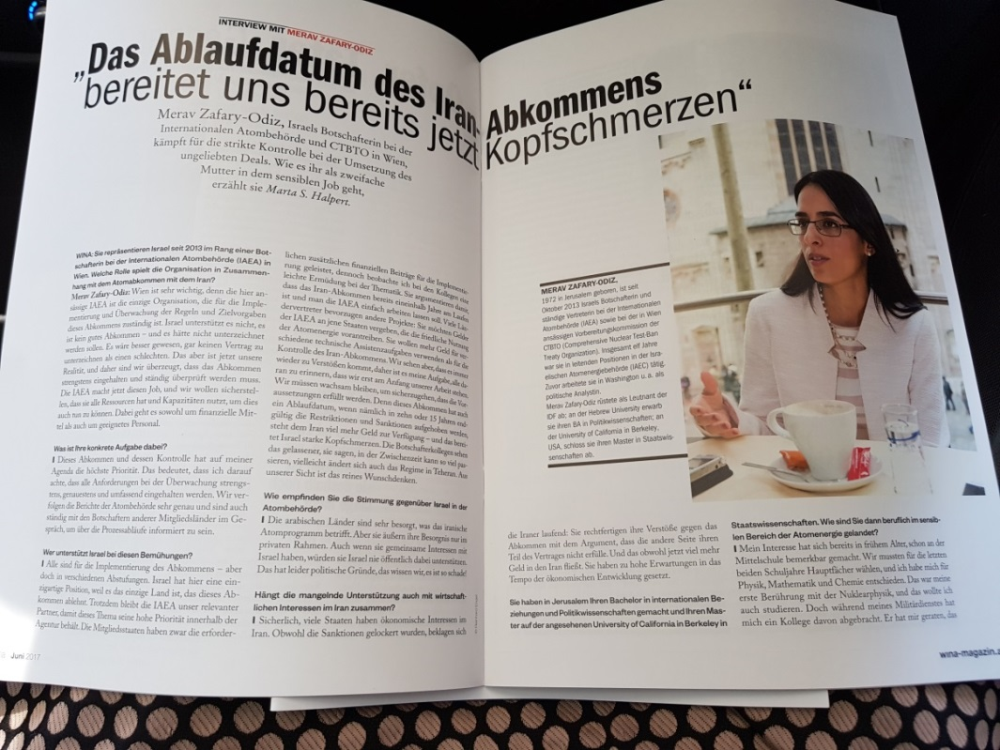 INTERVIEW MIT MERAV ZAFARY-ODIZ
„Das Ablaufdatum des Iran-Abkommens
bereitet uns bereits jetzt Kopfschmerzen“
Merav Zafary-Odiz, Israels Botschafterin bei der
Internationalen Atombehörde und CTBTO in Wien,
kämpft für die strikte Kontrolle bei der Umsetzung des
ungeliebten Deals. Wie es ihr als zweifache
Mutter in dem sensiblen Job geht,
erzählt sie Marta S. Halpert.
WINA: Sie repräsentieren Israel seit 2013 im Rang einer Bot-
schafterin bei der Internationalen Atombehörde (IAEA) in
Wien. Welche Rolle spielt die Organisation in Zusammen-
hang mit dem Atomabkommen mit dem Iran?
Merav Zafary-Odiz: Wien ist sehr wichtig, denn die hier an-
sässige IAEA ist die einzige Organisation, die für die Imple-
mentierung und Überwachung der Regeln und Zielvorgaben
dieses Abkommens zuständig ist. Israel unterstützt es nicht, es
ist kein gutes Abkommen – und es hätte nicht unterzeichnet
werden sollen. Es wäre besser gewesen, gar keinen Vertrag zu
unterzeichnen als einen schlechten. Das aber ist jetzt unsere
Realität, und daher sind wir überzeugt, dass das Abkommen
strengstens eingehalten und ständig überprüft werden muss.
Die IAEA macht jetzt diesen Job, und wir wollen sicherstel-
len, dass sie alle Ressourcen hat und Kapazitäten nutzt, um dies
auch tun zu können. Dabei geht es sowohl um finanzielle Mit-
tel als auch um geeignetes Personal.
Was ist Ihre konkrete Aufgabe dabei?
I Dieses Abkommen und dessen Kontrolle hat auf meiner
Agenda die höchste Priorität. Das bedeutet, dass ich darauf
achte, dass alle Anforderungen bei der Überwachung strengs-
tens, genauestens und umfassend eingehalten werden. Wir ver-
folgen die Berichte der Atombehörde sehr genau und sind auch
ständig mit den Botschaftern anderer Mitgliedsländer im Ge-
spräch, um über die Prozessabläufe informiert zu sein.
Wer unterstützt Israel bei diesen Bemühungen?
I Alle sind für die Implementierung des Abkommens – aber
doch in verschiedenen Abstufungen. Israel hat hier eine ein-
zigartige Position, weil es das einzige Land ist, das dieses Ab-
kommen ablehnt. Trotzdem bleibt die IAEA unser relevanter
Partner, damit dieses Thema seine hohe Priorität innerhalb der
Agentur behält. Die Mitgliedsstaaten haben zwar die erforder-
lichen zusätzlichen finanziellen Beiträge für die Implementie-
rung geleistet, dennoch beobachte ich bei den Kollegen eine
leichte Ermüdung bei der Thematik. Sie argumentieren damit,
dass das Iran-Abkommen bereits eineinhalb Jahre am Laufen
ist und man die IAEA einfach arbeiten lassen soll. Viele Län-
dervertreter bevorzugen andere Projekte: Sie möchten Gelder
der IAEA an jene Staaten vergeben, die die friedliche Nutzung
der Atomenergie vorantreiben. Sie wollen mehr Geld für ver-
schiedene technische Assistenzaufgaben verwenden als für die
Kontrolle des Iran-Abkommens. Wir sehen aber, dass es immer
wieder zu Verstößen kommt, daher ist es meine Aufgabe, alle da-
ran zu erinnern, dass wir erst am Anfang unserer Arbeit stehen.
Wir müssen wachsam bleiben, um sicherzugehen, dass die Vor-
aussetzungen erfüllt werden. Denn dieses Abkommen hat auch
ein Ablaufdatum, wenn nämlich in zehn oder 15 Jahren end-
gültig die Restriktionen und Sanktionen aufgehoben werden,
steht dem Iran viel mehr Geld zur Verfügung – und das berei-
tet Israel starke Kopfschmerzen. Die Botschafterkollegen sehen
das gelassener, sie sagen, in der Zwischenzeit kann so viel pas-
sieren, vielleicht ändert sich auch das Regime in Teheran. Aus
unserer Sicht ist das reines Wunschdenken.
Wie empfinden Sie die Stimmung gegenüber Israel in der
Atombehörde?
I Die arabischen Länder sind sehr besorgt, was das iranische
Atomprogramm betrifft. Aber sie äußern ihre Besorgnis nur im
privaten Rahmen. Auch wenn sie gemeinsame Interessen mit
Israel haben, würden sie Israel nie öffentlich dabei unterstützen.
Das hat leider politische Gründe, das wissen wir, es ist so schade!
Hängt die mangelnde Unterstützung auch mit wirtschaft-
lichen Interessen im Iran zusammen?
I Sicherlich, viele Staaten haben ökonomische Interessen im
Iran. Obwohl die Sanktionen gelockert wurden, beklagen sich
Juni 2017
MERAV ZAFARY-ODIZ,
1972 in Jerusalem geboren, ist seit
Oktober 2013 Israels Botschafterin und
ständige Vertreterin bei der Internationalen
Atombehörde (IAEA) sowie bei der in Wien
ansässigen Vorbereitungskommission der
CTBTO (Comprehensive Nuclear Test-Ban
Treaty Organization). Insgesamt elf Jahre
war sie in leitenden Positionen in der Isra-
elischen Atomenergiebehörde (IAEC) tätig.
Zuvor arbeitete sie in Washington u. a. als
politische Analystin.
Merav Zafary-Odiz rüstete als Leutnant der
IDF ab; an der Hebrew University erwarb
sie ihren BA in Politikwissenschaften; an
der University of California in Berkeley,
USA, schloss sie ihren Master in Staatswis-
senschaften ab.
die Iraner laufend: Sie rechtfertigen ihre Verstöße gegen das
Abkommen mit dem Argument, dass die andere Seite ihren
Teil des Vertrages nicht erfülle. Und das obwohl jetzt viel mehr
Geld in den Iran fließt. Sie haben zu hohe Erwartungen in das
Tempo der ökonomischen Entwicklung gesetzt.
Sie haben in Jerusalem Ihren Bachelor in internationalen Be-
ziehungen und Politikwissenschaften gemacht und Ihren Mas-
ter auf der angesehenen University of California in Berkeley in
Staatswissenschaften. Wie sind Sie dann beruflich im sensib-
len Bereich der Atomenergie gelandet?
I Mein Interesse hat sich bereits in frühem Alter, schon an der
Mittelschule bemerkbar gemacht. Wir mussten für die letzten
beiden Schuljahre Hauptfächer wählen, und ich habe mich für
Physik, Mathematik und Chemie entschieden. Das war meine
erste Berührung mit der Nuklearphysik, und das wollte ich
auch studieren. Doch während meines Militärdienstes hat
mich ein Kollege davon abgebracht. Er hat mir geraten, das
wina-magazin.a